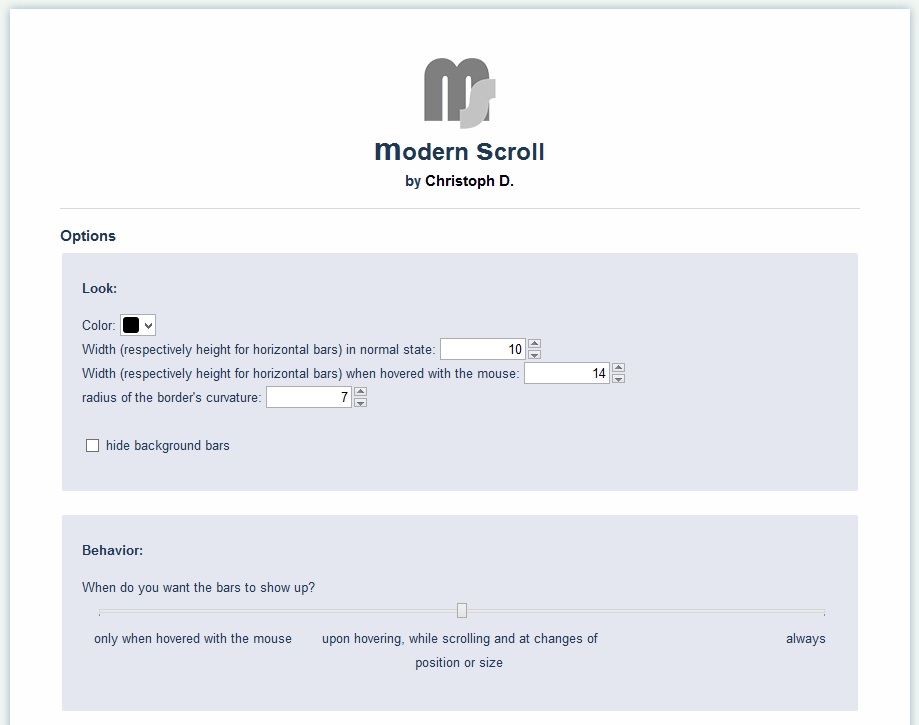 ms
Modern Scroll
by Christoph D.
Options
Look:
Color:
Width (respectively height for horizontal bars) in normal state: 10
Width (respectively height for horizontal bars) when hovered with the mouse: 14
radius of the border's curvature: 7
hide background bars
Behavior:
When do you want the bars to show up?
only when hovered with the mouse
upon hovering, while scrolling and at changes of
position or size
always